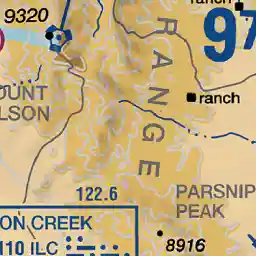 9320
ranch
97
RANGE
ranch
OUNT
LSON
122.6
PARSNIP
PEAK
ON CREEK
110 ILC
8916